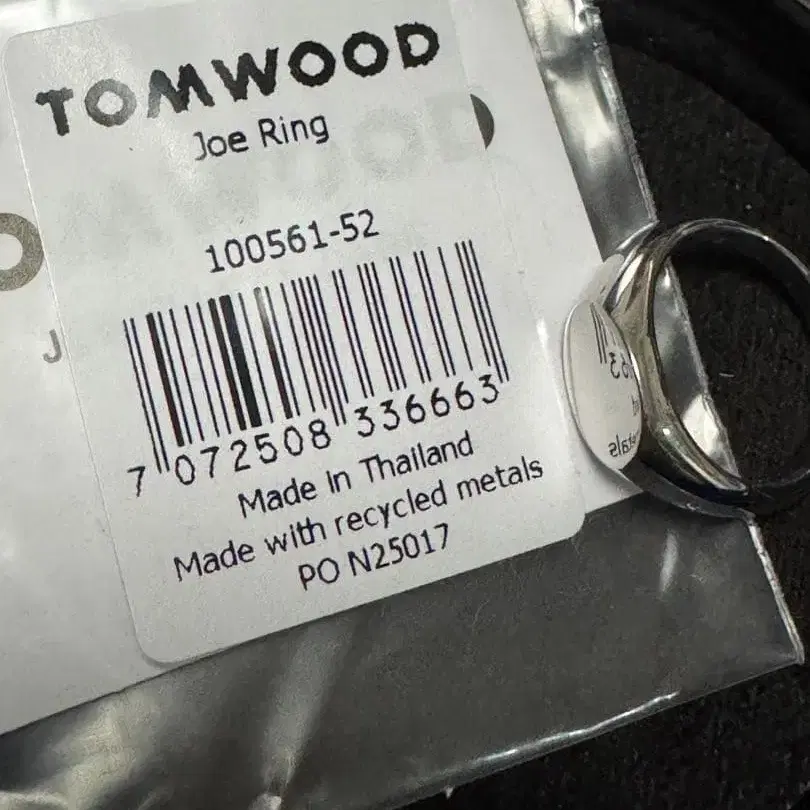 TOMWOOD
Joe Ring
100561-52
7 072508 336663
Made in Thailand
Made with recycled metals
PO N25017